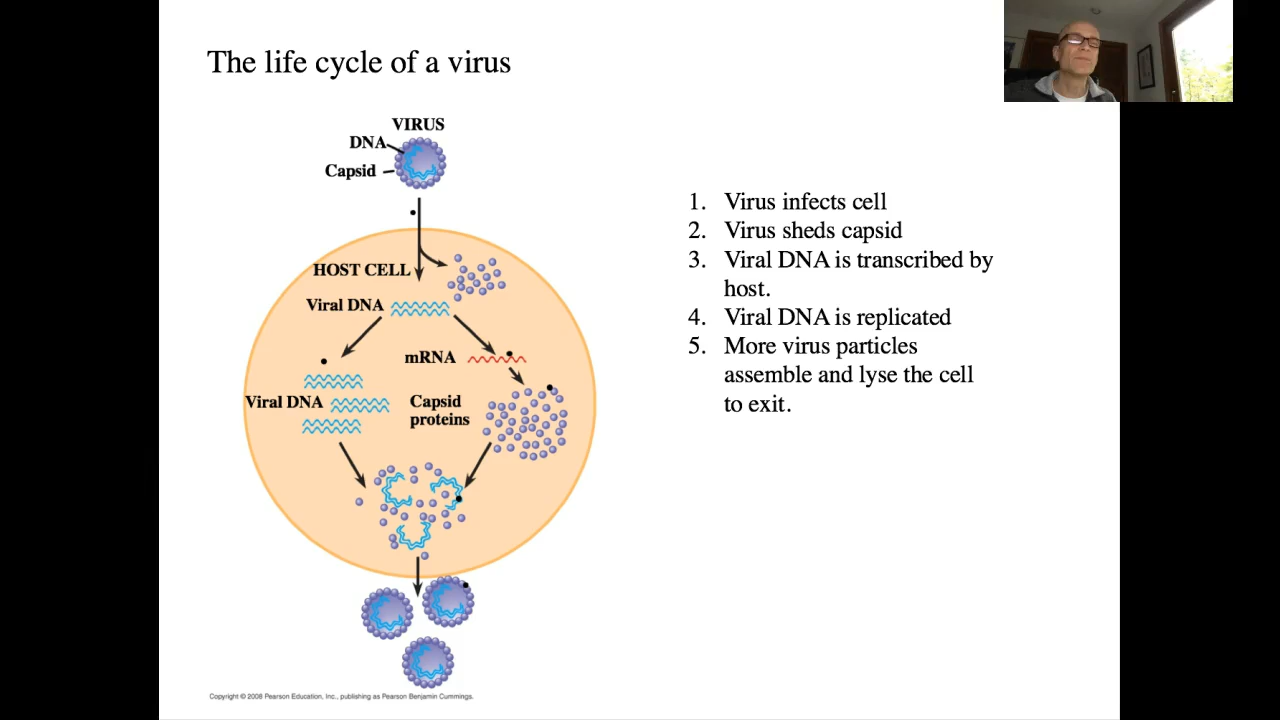 The life cycle of a virus
VIRUS
DNA
Capsid
HOST CELL
Viral DNA
mRNA
Viral DNA
Capsid
proteins
1. Virus infects cell
2. Virus sheds capsid
3. Viral DNA is transcribed by
host.
4. Viral DNA is replicated
5. More virus particles
assemble and lyse the cell
to exit.
Copyright © 2008 Pearson Education, Inc., publishing as Pearson Benjamin Cummings.